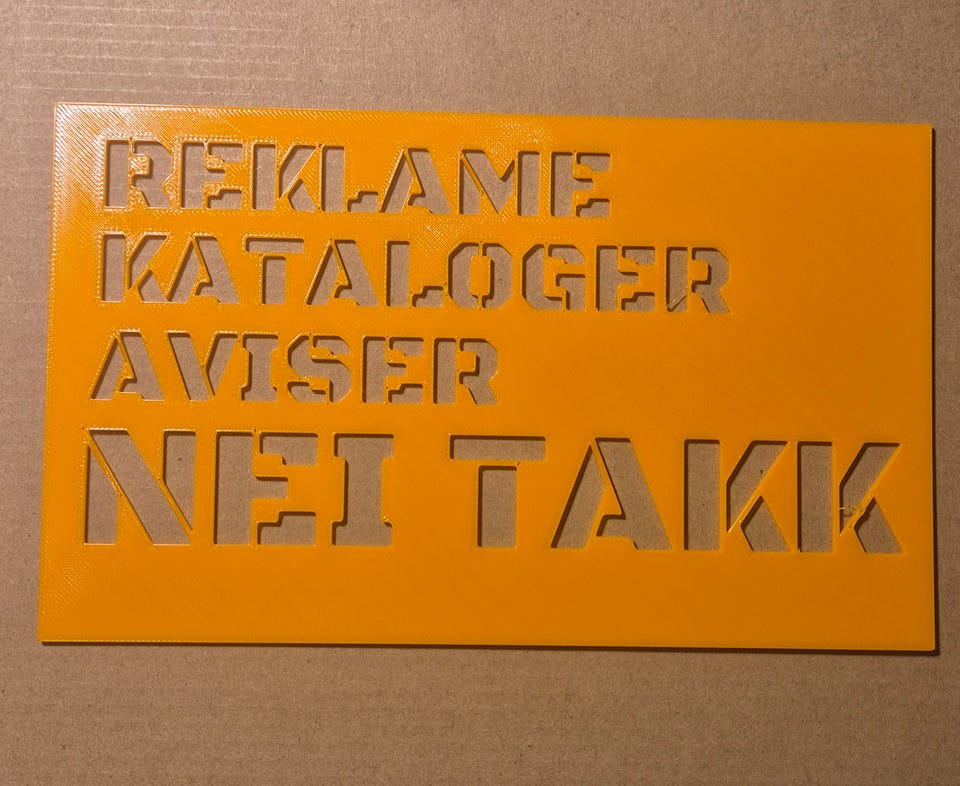 REKLAME
KATALOGER
AVISER
NEI TAKK